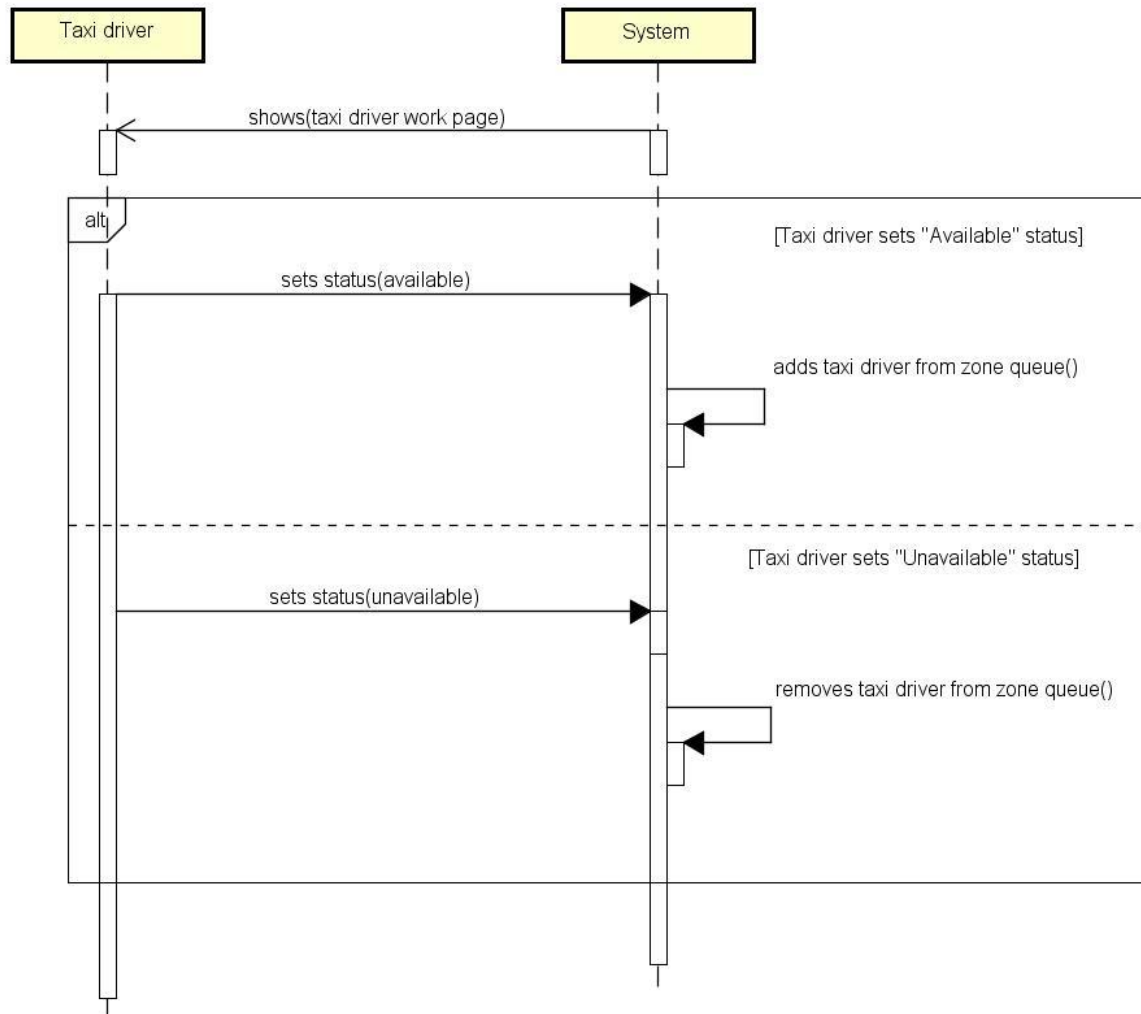 Taxi driver
System
shows(taxi driver work page)
alt
[Taxi driver sets "Available" status]
sets status(available)
adds taxi driver from zone queue()
[Taxi driver sets "Unavailable" status]
sets status(unavailable)
removes taxi driver from zone queue()